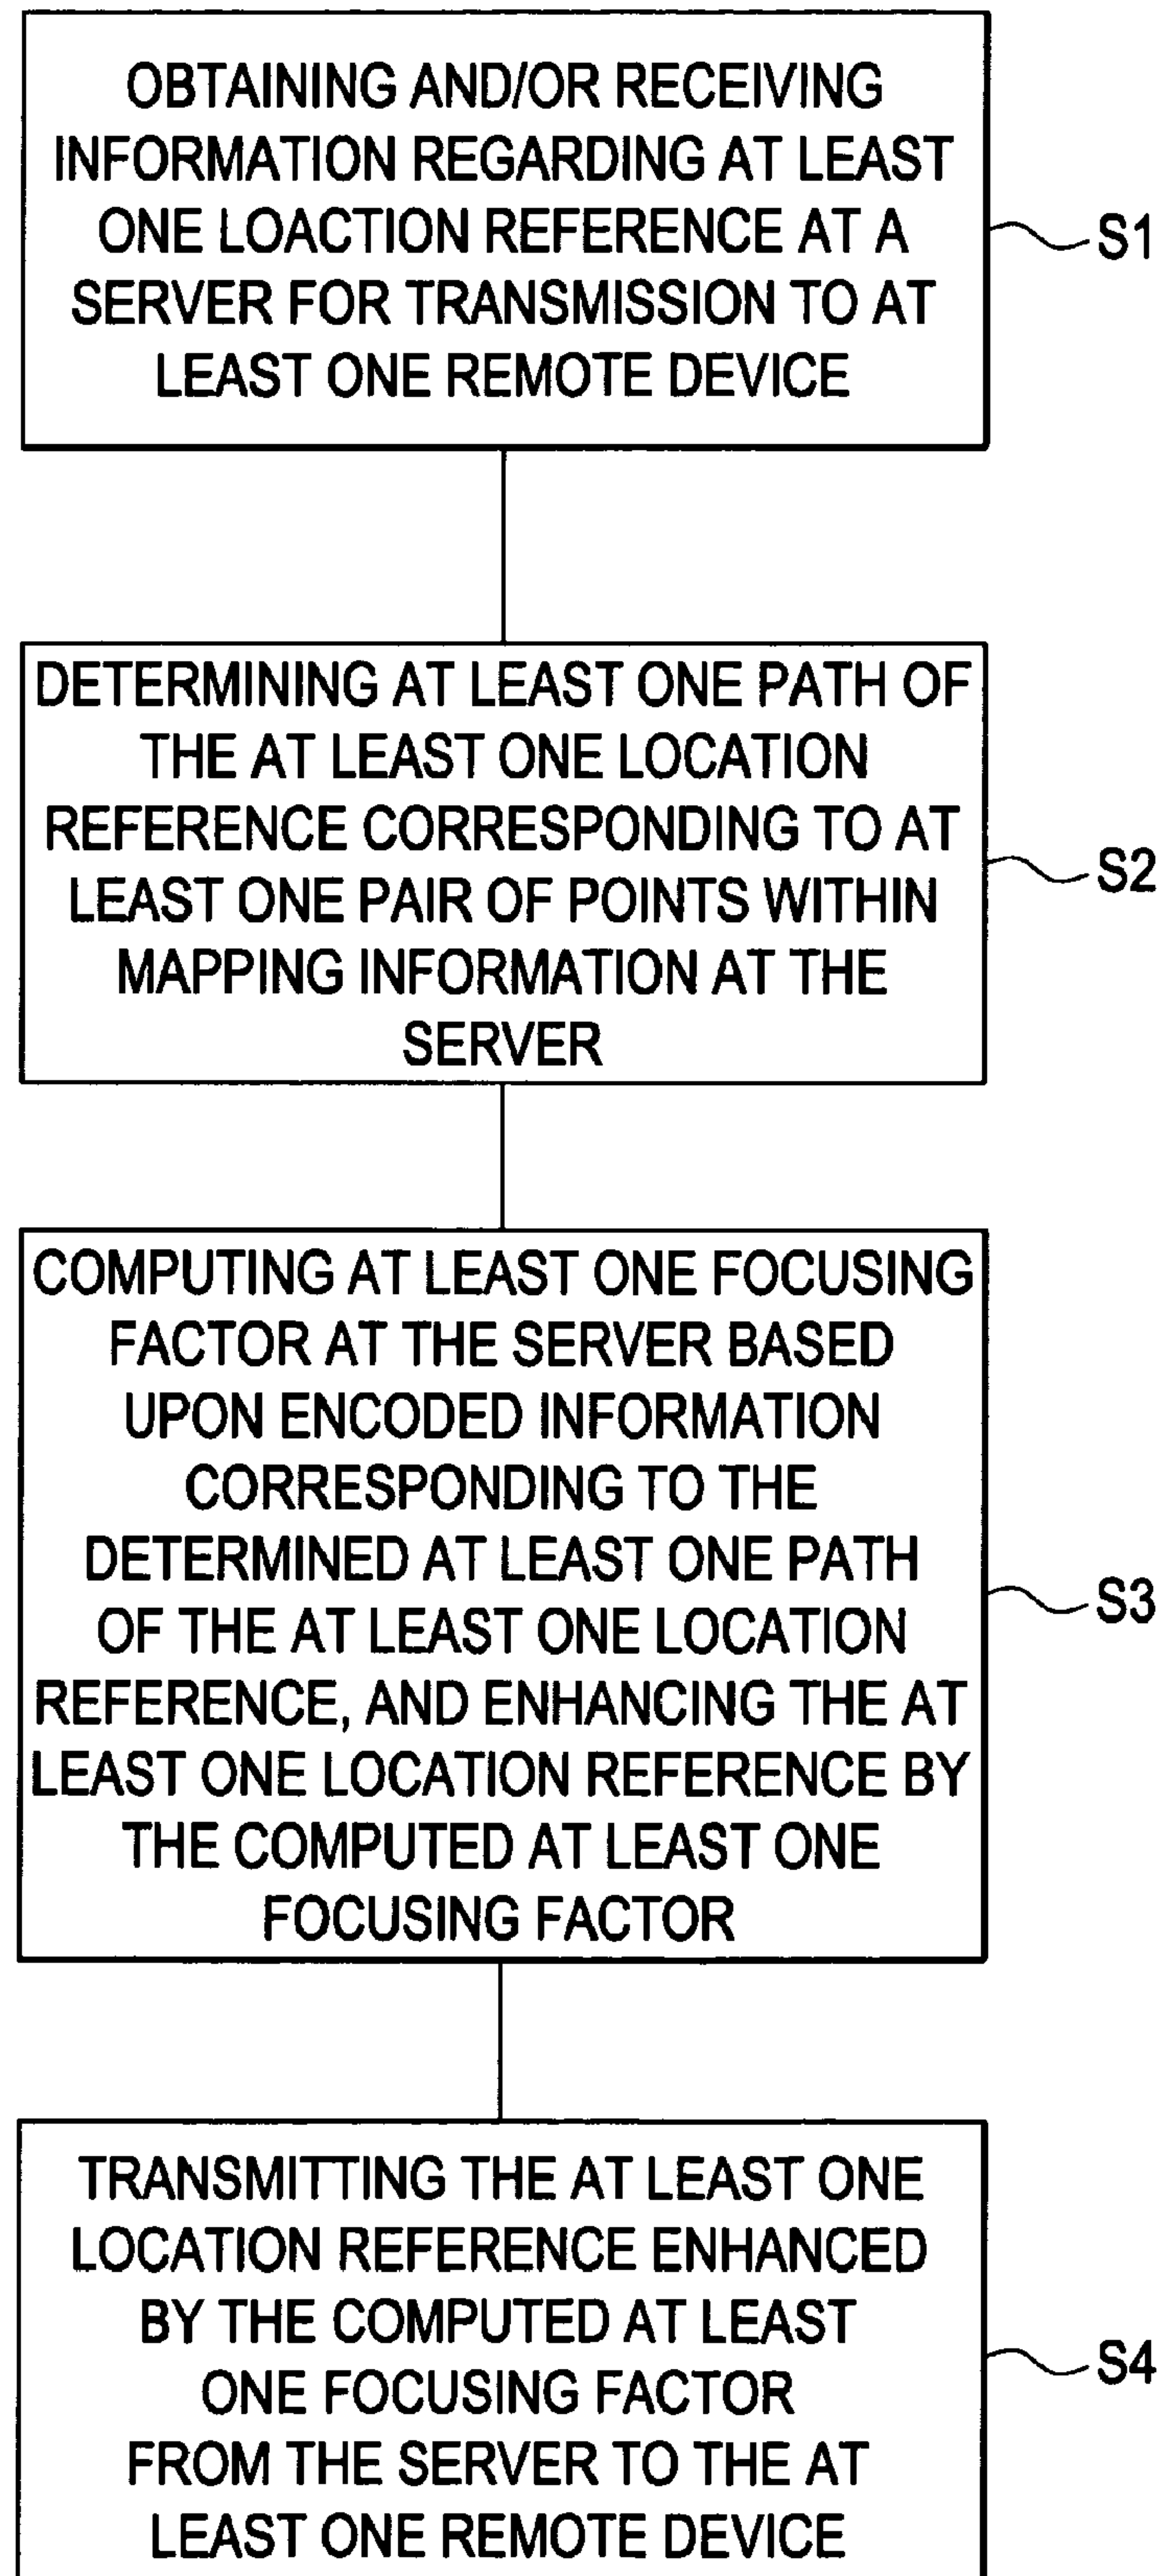 OBTAINING AND/OR RECEIVING
INFORMATION REGARDING AT LEAST
ONE LOACTION REFERENCE AT A
SERVER FOR TRANSMISSION TO AT
LEAST ONE REMOTE DEVICE
S1
DETERMINING AT LEAST ONE PATH OF
THE AT LEAST ONE LOCATION
REFERENCE CORRESPONDING TO AT
LEAST ONE PAIR OF POINTS WITHIN
MAPPING INFORMATION AT THE
SERVER
S2
COMPUTING AT LEAST ONE FOCUSING
FACTOR AT THE SERVER BASED
UPON ENCODED INFORMATION
CORRESPONDING TO THE
DETERMINED AT LEAST ONE PATH
OF THE AT LEAST ONE LOCATION
REFERENCE, AND ENHANCING THE AT
LEAST ONE LOCATION REFERENCE BY
THE COMPUTED AT LEAST ONE
FOCUSING FACTOR
S3
TRANSMITTING THE AT LEAST ONE
LOCATION REFERENCE ENHANCED
BY THE COMPUTED AT LEAST
ONE FOCUSING FACTOR
FROM THE SERVER TO THE AT
LEAST ONE REMOTE DEVICE
S4